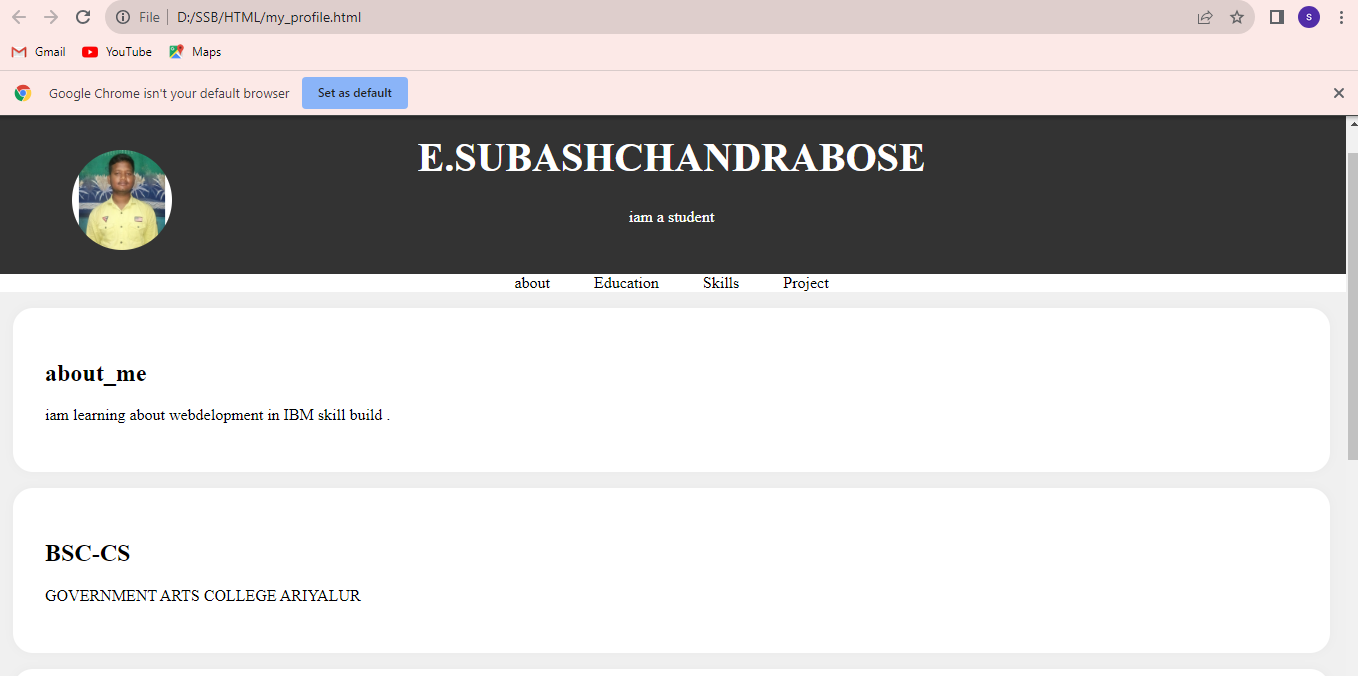 File D:/SSB/HTML/my_profile.html S
Gmail YouTube Maps
Google Chrome isn't your default browser Set as default
E.SUBASHCHANDRABOSE
iam a student
about Education Skills Project
about_me
iam learning about webdelopment in IBM skill build .
BSC-CS
GOVERNMENT ARTS COLLEGE ARIYALUR